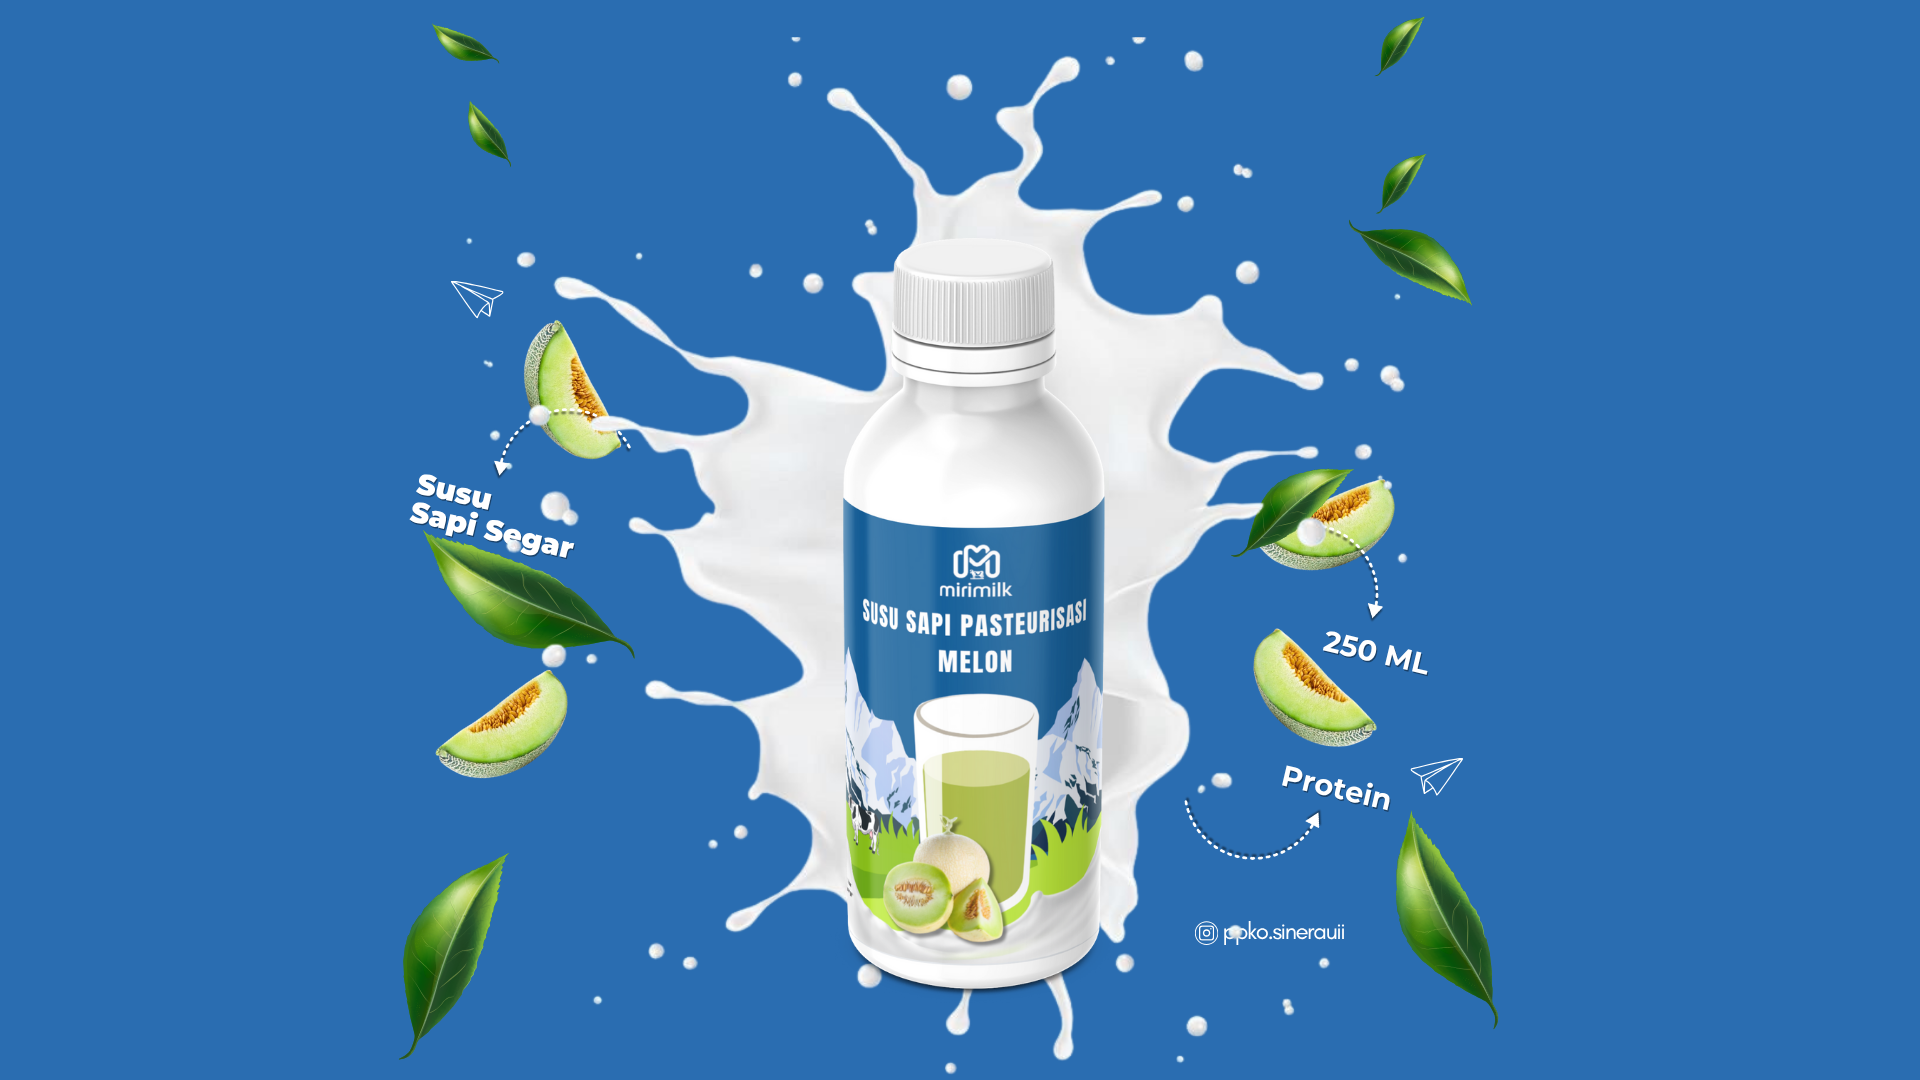 Susu
Sapi Segar
mirimilk
SUSU SAPI PASTEURISASI
MELON
250 ML
Protein
ppko.sinerauii